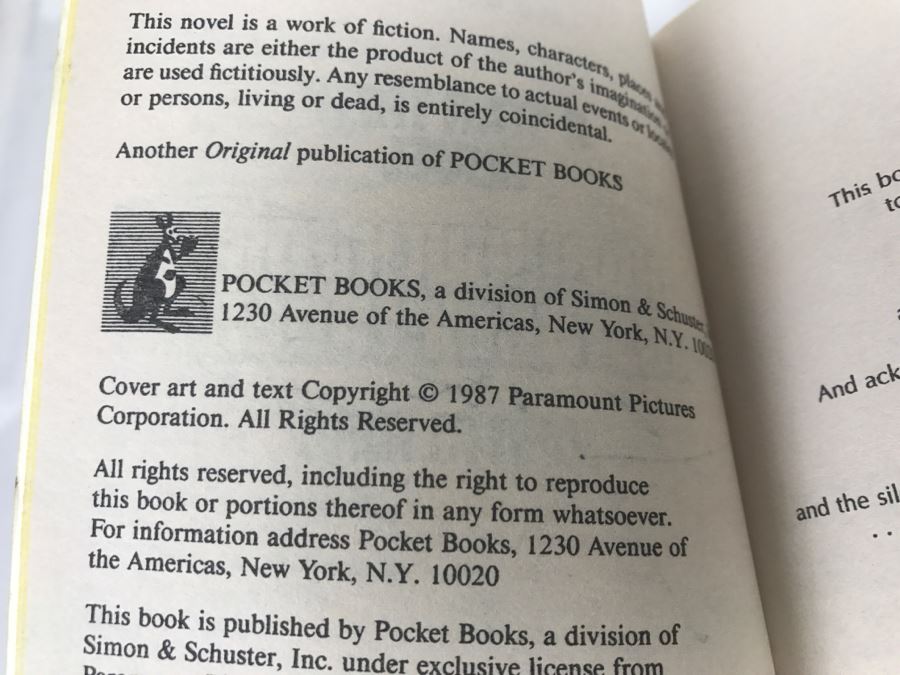 This novel is a work of fiction. Names, characters, places
incidents are either the product of the author's imagination
are used fictitiously. Any resemblance to actual events or
or persons, living or dead, is entirely coincidental.
Another Original publication of POCKET BOOKS
POCKET BOOKS, a division of Simon & Schuster,
1230 Avenue of the Americas, New York, N.Y.
Cover art and text Copyright © 1987 Paramount Pictures
Corporation. All Rights Reserved.
All rights reserved, including the right to reproduce
this book or portions thereof in any form whatsoever.
For information address Pocket Books, 1230 Avenue of
the Americas, New York, N.Y. 10020
This book is published by Pocket Books, a division of
Simon & Schuster, Inc. under exclusive license from
This
And
and the
. .